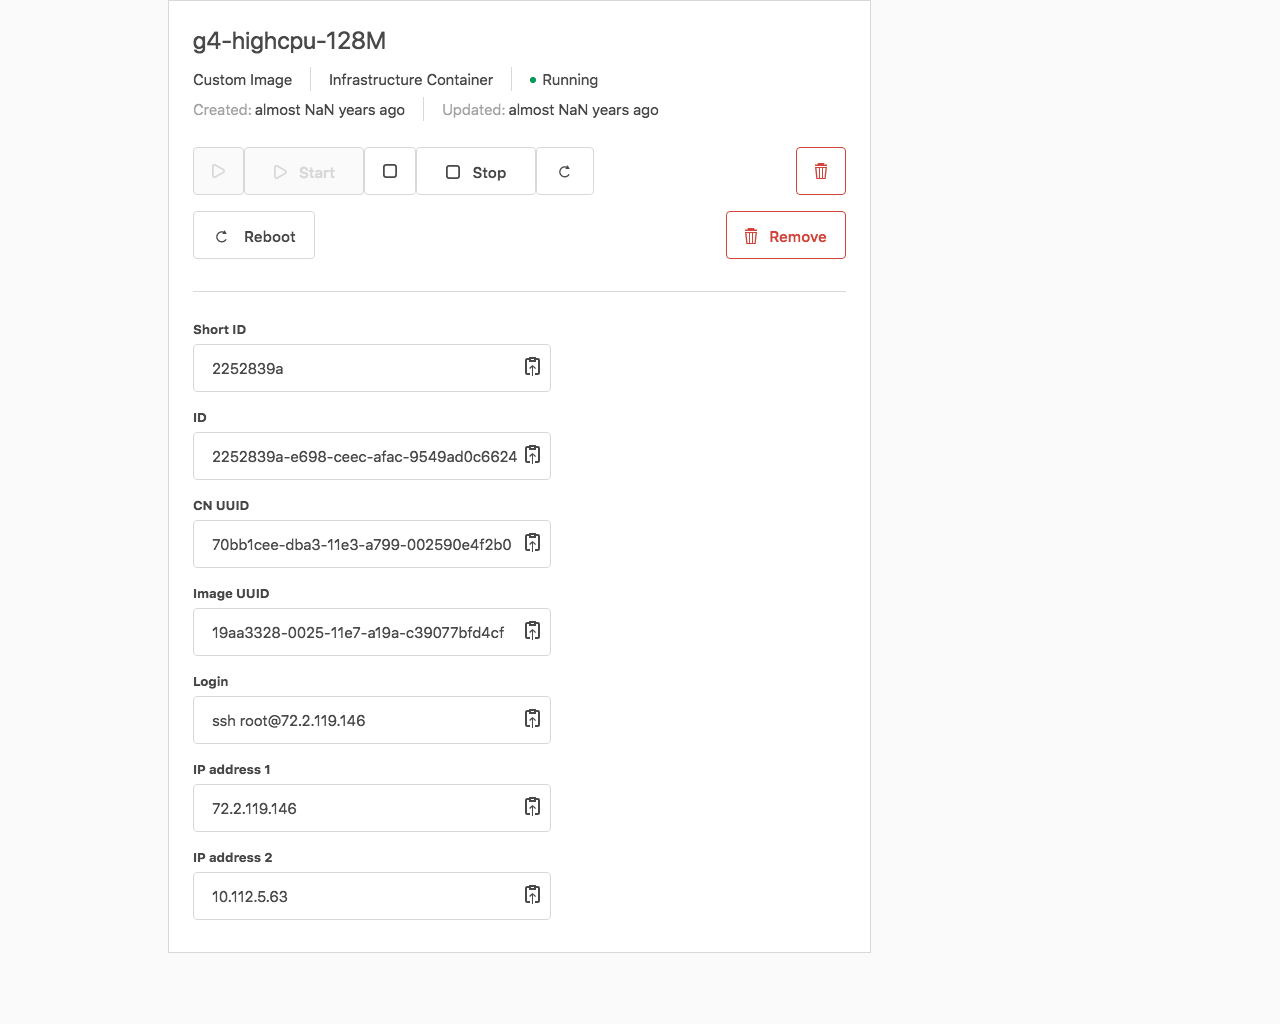 g4-highcpu-128M
Custom Image Infrastructure Container Running
Created: almost NaN years ago Updated: almost NaN years ago
Start Stop
Reboot Remove
Short ID
2252839a
ID
2252839a-e698-ceec-afac-9549ad0c6624
CN UUID
70bb1cee-dba3-11e3-a799-002590e4f2b0
Image UUID
19aa3328-0025-11e7-a19a-c39077bfd4cf
Login
ssh root@72.2.119.146
IP address 1
72.2.119.146
IP address 2
10.112.5.63